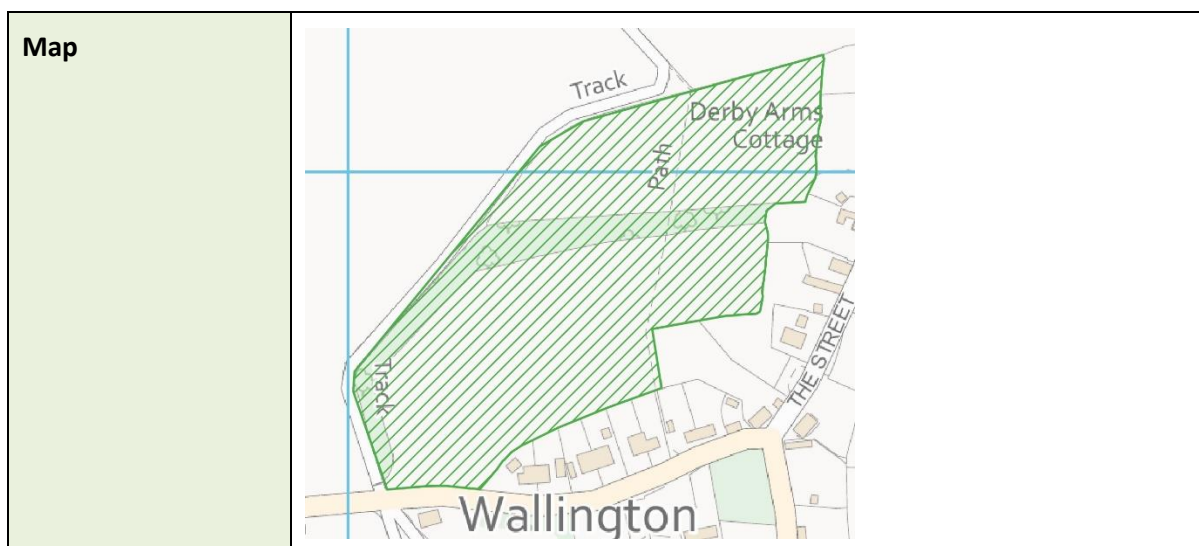 Map
Track
Derby Arms
Cottage
Path
Track
THE STREET
Wallington